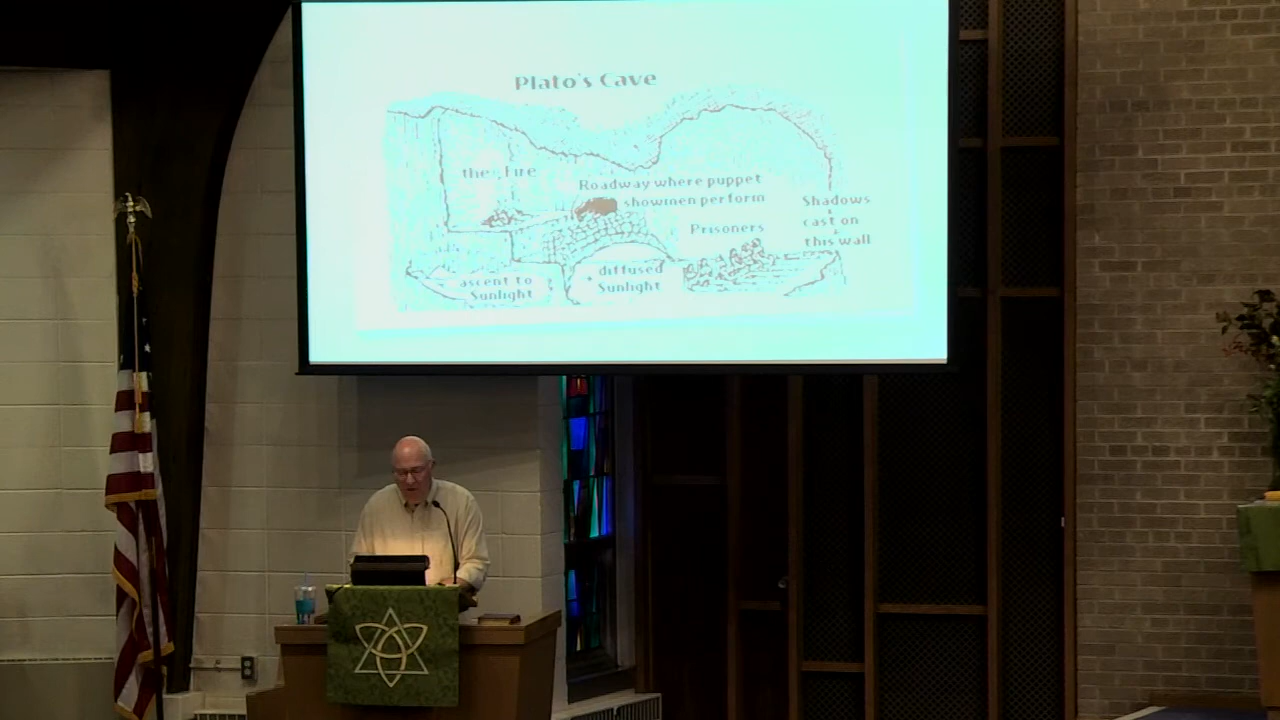 Plato's Cave
the Fire
Roadway where puppet
showmen perform
Prisoners
Shadows
cast on
this wall
ascent to
Sunlight
diffused
Sunlight